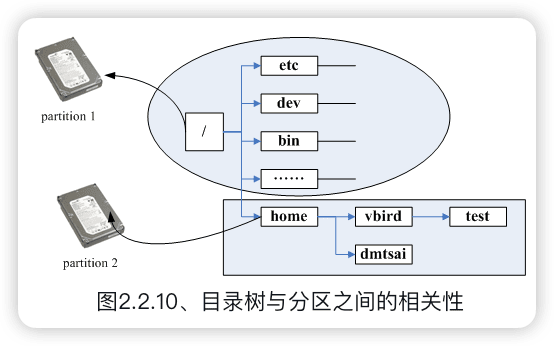 etc
partition 1
dev
/
bin
……
home
vbird
test
partition 2
dmtsai
图2.2.10、目录树与分区之间的相关性